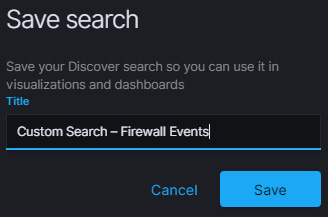 Save search
Save your Discover search so you can use it in
visualizations and dashboards
Title
Custom Search – Firewall Events
Cancel
Save